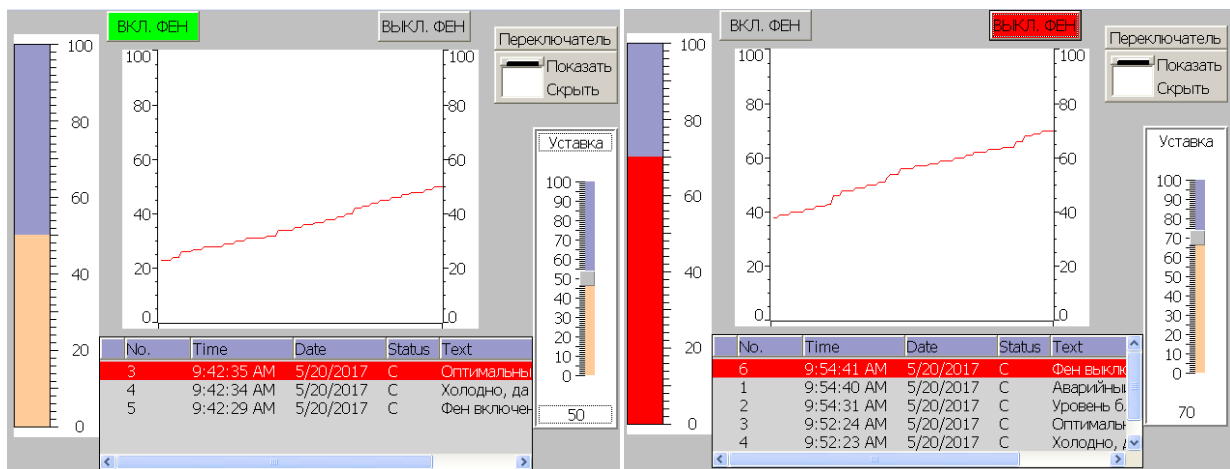 ВКЛ. ФЕН
ВЫКЛ. ФЕН
Переключатель
Показать
Скрыть
100
80
60
40
20
0
100
80
60
40
20
0
100
80
60
40
20
0
Уставка
100
90
80
70
60
50
40
30
20
10
0
50
No. Time Date Status Text
3 9:42:35 AM 5/20/2017 C Оптимальны
4 9:42:34 AM 5/20/2017 C Холодно, да
5 9:42:29 AM 5/20/2017 C Фен включен
ВКЛ. ФЕН
ВЫКЛ. ФЕН
Переключатель
Показать
Скрыть
100
80
60
40
20
0
100
80
60
40
20
0
100
80
60
40
20
0
Уставка
100
90
80
70
60
50
40
30
20
10
0
70
No. Time Date Status Text
6 9:54:41 AM 5/20/2017 C Фен выклю
1 9:54:40 AM 5/20/2017 C Аварийный
2 9:54:31 AM 5/20/2017 C Уровень б
3 9:52:24 AM 5/20/2017 C Оптималь
4 9:52:23 AM 5/20/2017 C Холодно, д